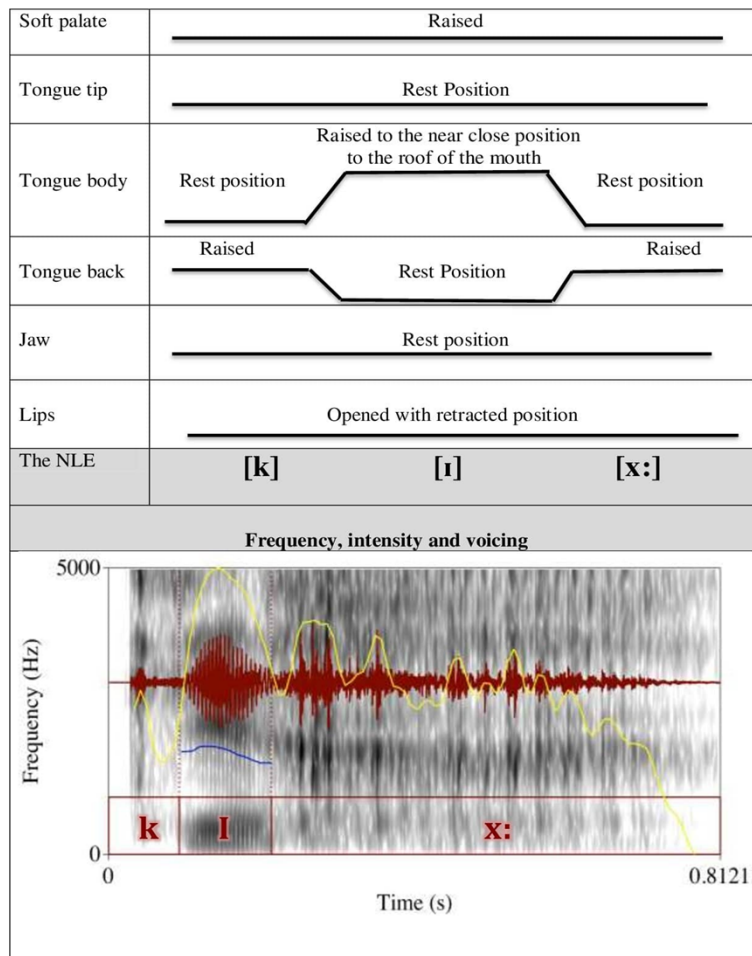 Soft palate
Raised
Tongue tip
Rest Position
Tongue body
Rest position
Raised to the near close position
to the roof of the mouth
Rest position
Tongue back
Raised
Rest Position
Raised
Jaw
Rest position
Lips
Opened with retracted position
The NLE
[k]
[ɪ]
[x:]
Frequency, intensity and voicing
5000
Frequency (Hz)
k
I
x:
0
0
0.8121
Time (s)